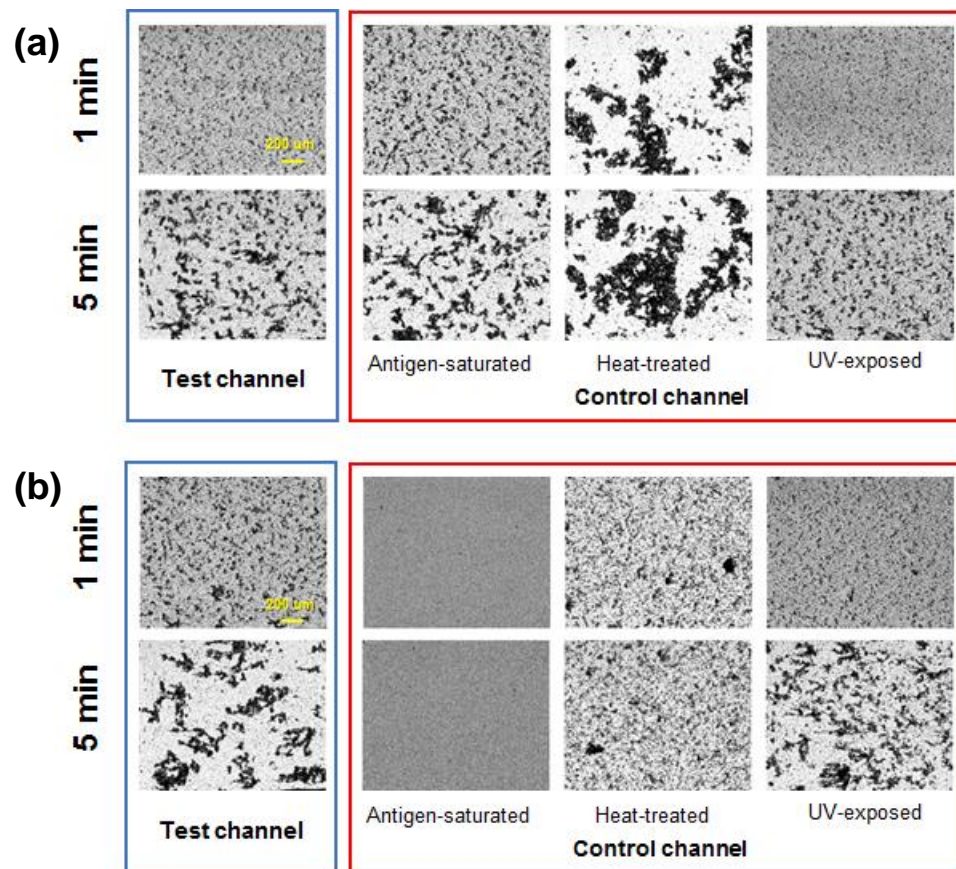 (a)
1 min
200 um
5 min
Test channel
Antigen-saturated
Heat-treated
UV-exposed
Control channel
(b)
1 min
200 um
5 min
Test channel
Antigen-saturated
Heat-treated
UV-exposed
Control channel